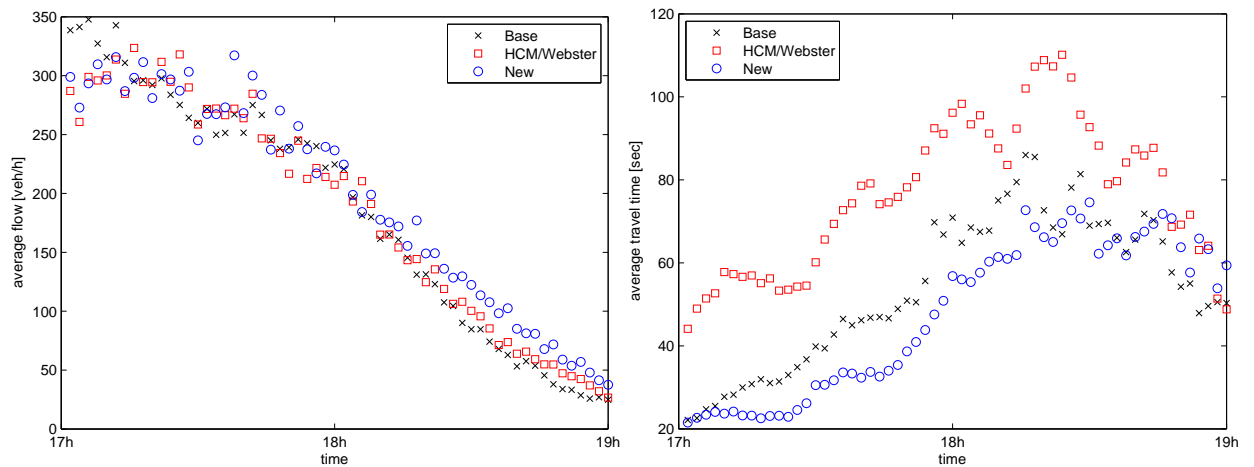 350
300
250
200
150
100
50
0
average flow [veh/h]
17h
18h
19h
time
Base
HCM/Webster
New
120
100
80
60
40
20
average travel time [sec]
17h
18h
19h
time
Base
HCM/Webster
New